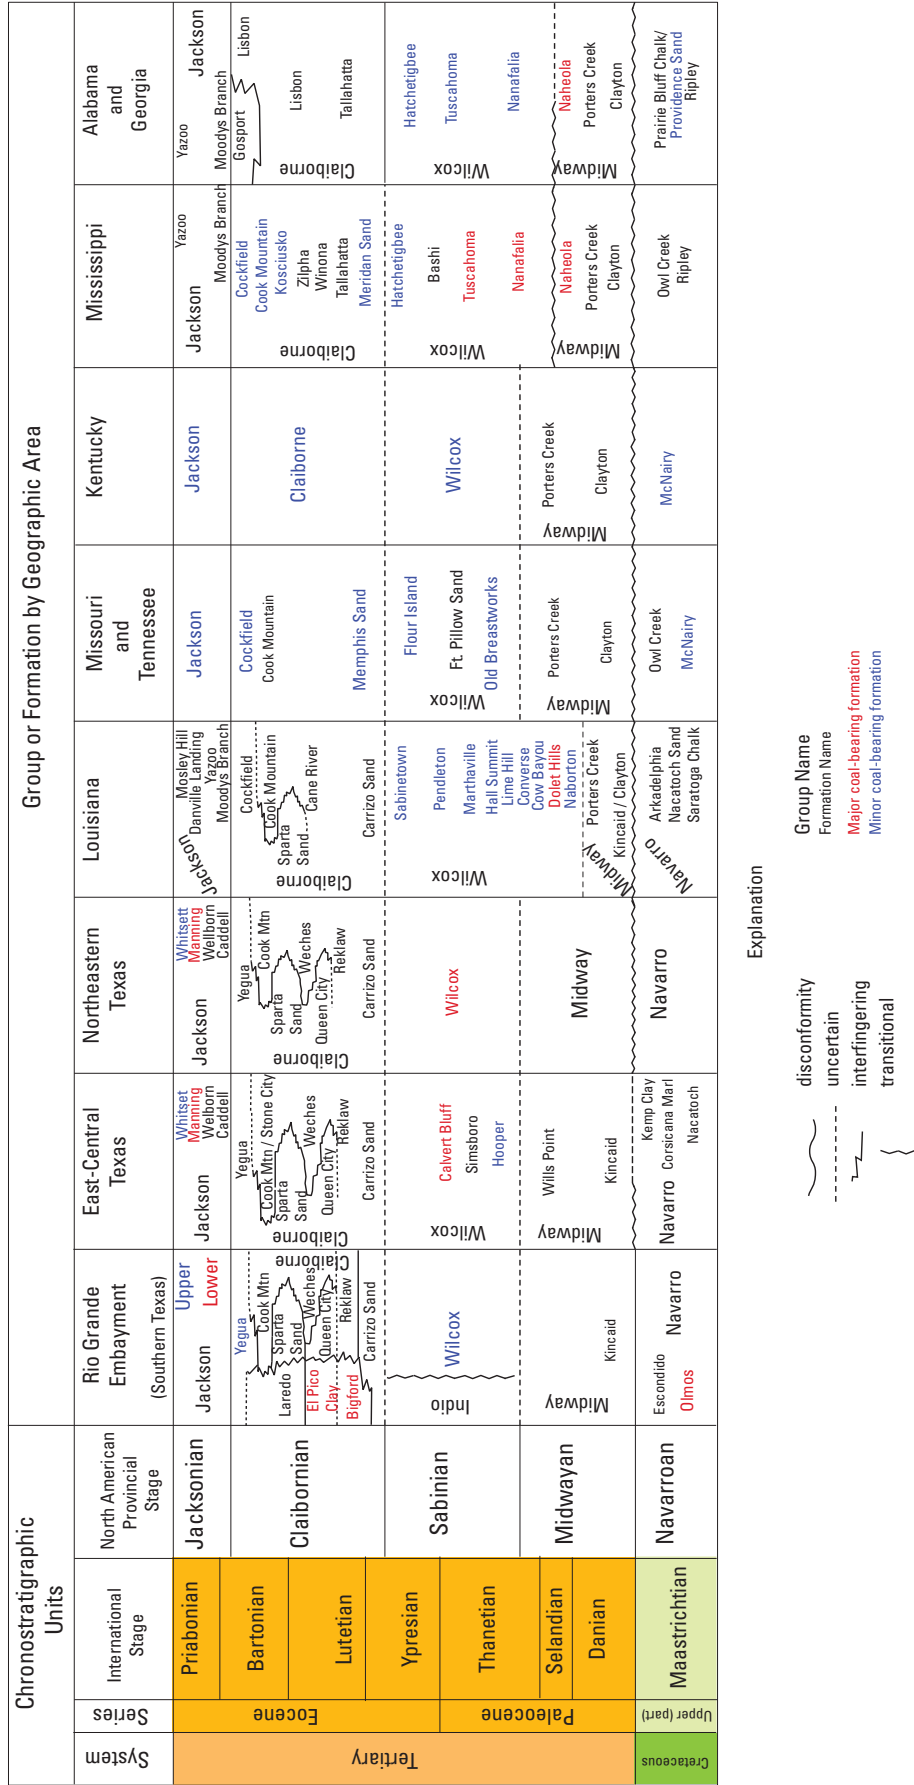 Chronostratigraphic
Units
Group or Formation by Geographic Area
System
Series
International
Stage
North American
Provincial
Stage
Rio Grande
Embayment
(Southern Texas)
East-Central
Texas
Northeastern
Texas
Louisiana
Missouri
and
Tennessee
Kentucky
Mississippi
Alabama
and
Georgia
Tertiary
Cretaceous
Eocene
Paleocene
Upper (part)
Priabonian
Bartonian
Lutetian
Ypresian
Thanetian
Selandian
Danian
Maastrichtian
Jacksonian
Claibornian
Sabinian
Midwayan
Navarroan
Jackson
Upper
Lower
Yegua
Claiborne
Cook Mtn
Sparta
Sand
Weches
Queen City
Reklaw
Carrizo Sand
Laredo
El Pico
Clay
Bigford
Indio
Wilcox
Midway
Kincaid
Escondido
Olmos
Navarro
Jackson
Whitset
Manning
Welborn
Caddell
Yegua
Cook Mtn / Stone City
Sparta
Sand
Weches
Queen City
Reklaw
Carrizo Sand
Claiborne
Calvert Bluff
Simsboro
Hooper
Wilcox
Wills Point
Kincaid
Midway
Navarro
Kemp Clay
Corsicana Marl
Nacatoch
Jackson
Whitsett
Manning
Wellborn
Caddell
Yegua
Cook Mtn
Sparta
Sand
Weches
Queen City
Reklaw
Carrizo Sand
Claiborne
Wilcox
Midway
Navarro
Jackson
Mosley Hill
Danville Landing
Yazoo
Moodys Branch
Cockfield
Cook Mountain
Sparta
Sand
Cane River
Carrizo Sand
Claiborne
Sabinetown
Pendleton
Marthaville
Hall Summit
Lime Hill
Converse
Cow Bayou
Dolet Hills
Naborton
Wilcox
Porters Creek
Kincaid / Clayton
Midway
Navarro
Arkadelphia
Nacatoch Sand
Saratoga Chalk
Jackson
Cockfield
Cook Mountain
Memphis Sand
Flour Island
Ft. Pillow Sand
Old Breastworks
Wilcox
Porters Creek
Clayton
Midway
Owl Creek
McNairy
Jackson
Claiborne
Wilcox
Porters Creek
Clayton
Midway
McNairy
Jackson
Yazoo
Moodys Branch
Cockfield
Cook Mountain
Kosciusko
Zilpha
Winona
Tallahatta
Meridan Sand
Claiborne
Hatchetigbee
Bashi
Tuscahoma
Nanafalia
Wilcox
Naheola
Porters Creek
Clayton
Midway
Owl Creek
Ripley
Yazoo
Jackson
Moodys Branch
Gosport
Lisbon
Lisbon
Tallahatta
Claiborne
Hatchetigbee
Tuscahoma
Nanafalia
Wilcox
Naheola
Porters Creek
Clayton
Midway
Prairie Bluff Chalk/
Providence Sand
Ripley
Explanation
disconformity
uncertain
interfingering
transitional
Group Name
Formation Name
Major coal-bearing formation
Minor coal-bearing formation